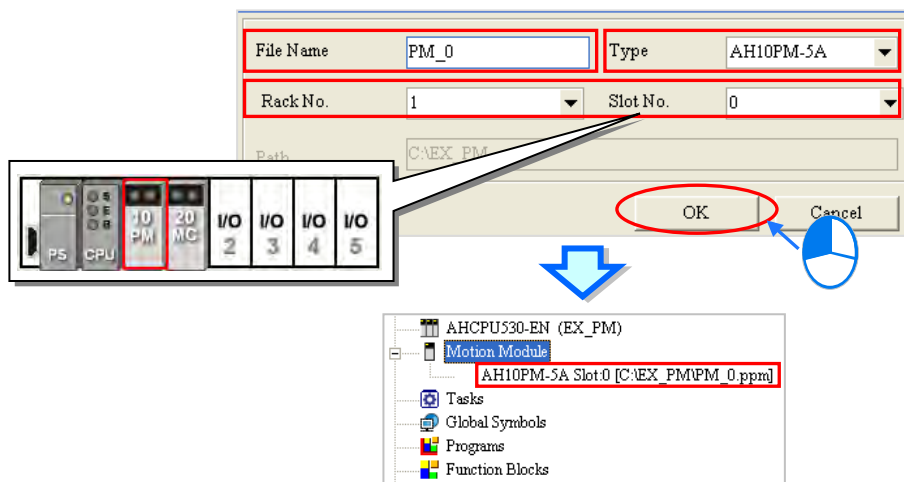 File Name PM_0 Type AH10PM-5A
Rack No. 1 Slot No. 0
Path C:\EX_PM
OK Cancel
PS CPU 10 PM 20 MC I/O 2 I/O 3 I/O 4 I/O 5
AHCPU530-EN (EX_PM)
Motion Module
AH10PM-5A Slot:0 [C:\EX_PM\PM_0.ppm]
Tasks
Global Symbols
Programs
Function Blocks